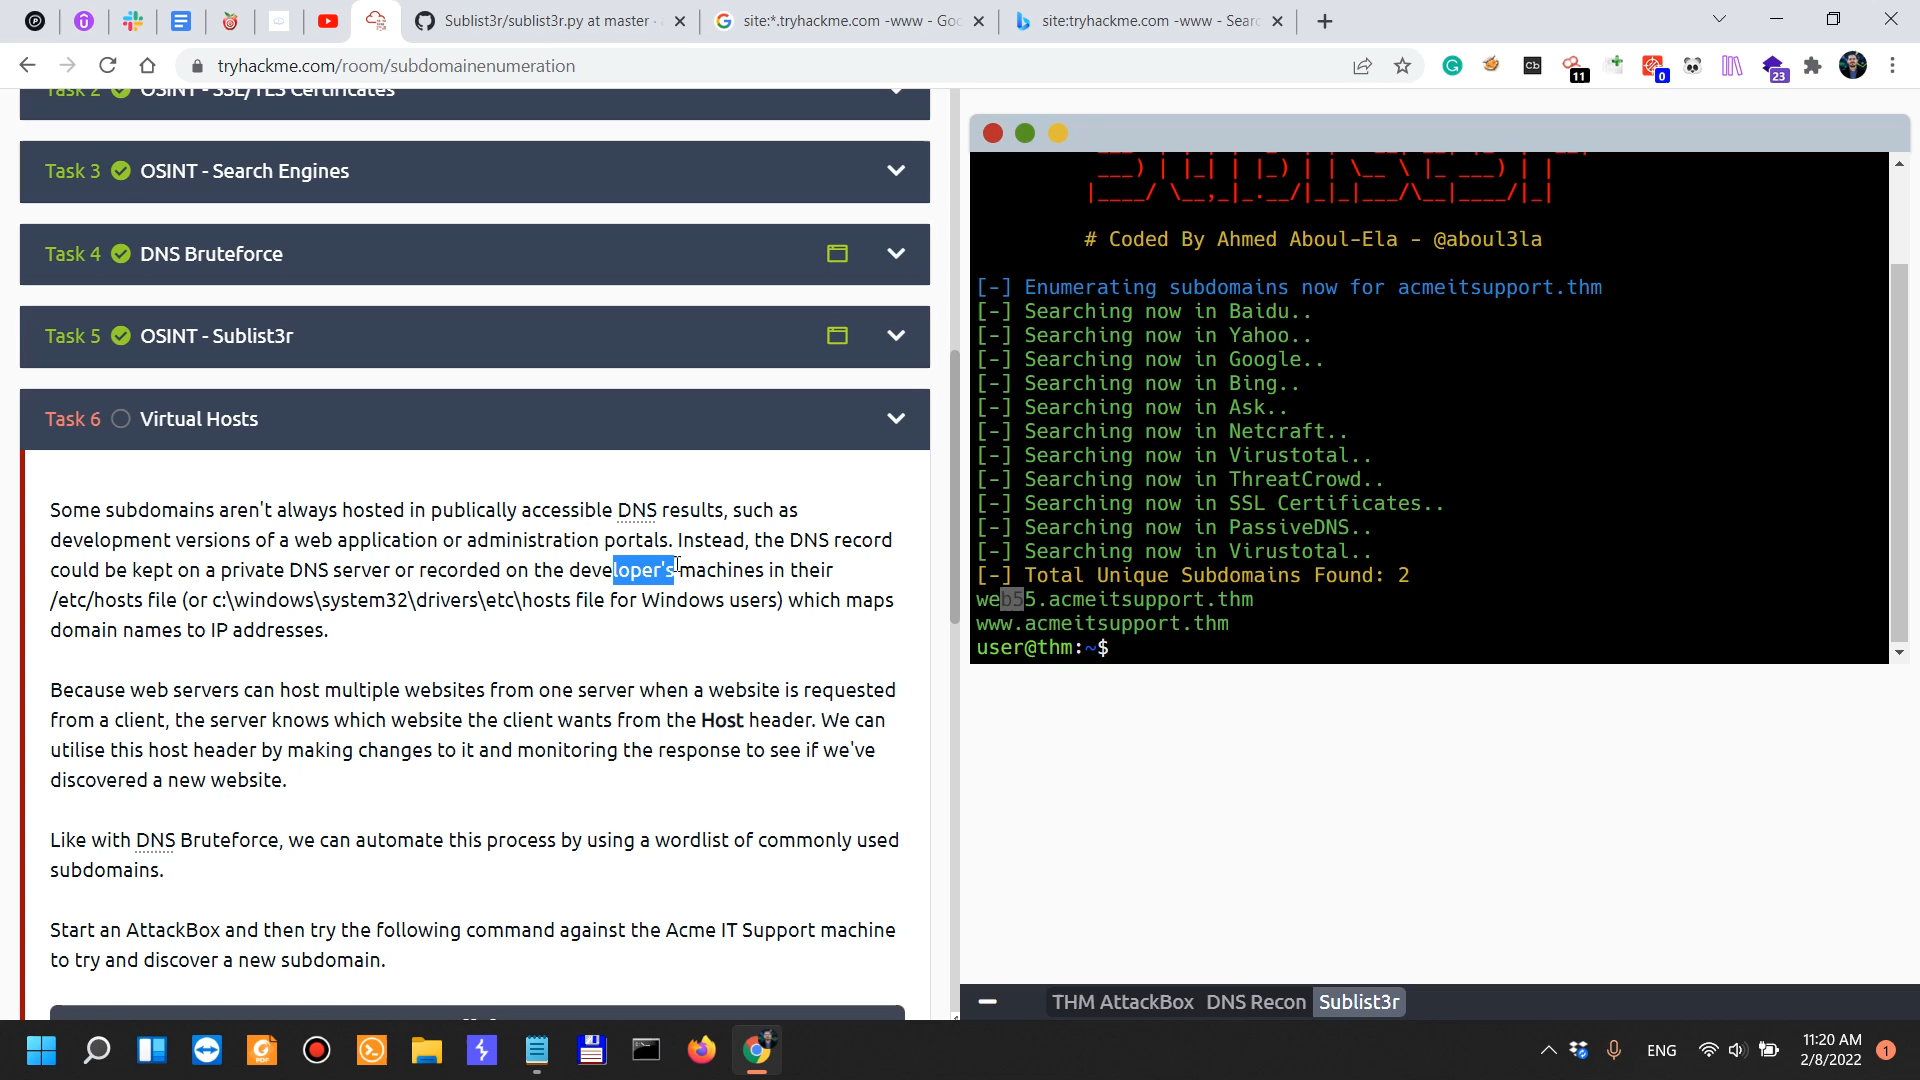 Sublist3r/sublist3r.py at master ·
site:*.tryhackme.com -www - Goo
site:tryhackme.com -www - Searc
tryhackme.com/room/subdomainenumeration
11
0
23
Task 2 OSINT - SSL/TLS Certificates
Task 3 OSINT - Search Engines
Task 4 DNS Bruteforce
Task 5 OSINT - Sublist3r
Task 6 Virtual Hosts
Some subdomains aren't always hosted in publically accessible DNS results, such as
development versions of a web application or administration portals. Instead, the DNS record
could be kept on a private DNS server or recorded on the developer's machines in their
/etc/hosts file (or c:\windows\system32\drivers\etc\hosts file for Windows users) which maps
domain names to IP addresses.
Because web servers can host multiple websites from one server when a website is requested
from a client, the server knows which website the client wants from the Host header. We can
utilise this host header by making changes to it and monitoring the response to see if we've
discovered a new website.
Like with DNS Bruteforce, we can automate this process by using a wordlist of commonly used
subdomains.
Start an AttackBox and then try the following command against the Acme IT Support machine
to try and discover a new subdomain.
# Coded By Ahmed Aboul-Ela - @aboul3la
[-] Enumerating subdomains now for acmeitsupport.thm
[-] Searching now in Baidu..
[-] Searching now in Yahoo..
[-] Searching now in Google..
[-] Searching now in Bing..
[-] Searching now in Ask..
[-] Searching now in Netcraft..
[-] Searching now in Virustotal..
[-] Searching now in ThreatCrowd..
[-] Searching now in SSL Certificates..
[-] Searching now in PassiveDNS..
[-] Searching now in Virustotal..
[-] Total Unique Subdomains Found: 2
web55.acmeitsupport.thm
www.acmeitsupport.thm
user@thm:~$
THM AttackBox DNS Recon Sublist3r
ENG
11:20 AM
2/8/2022
1